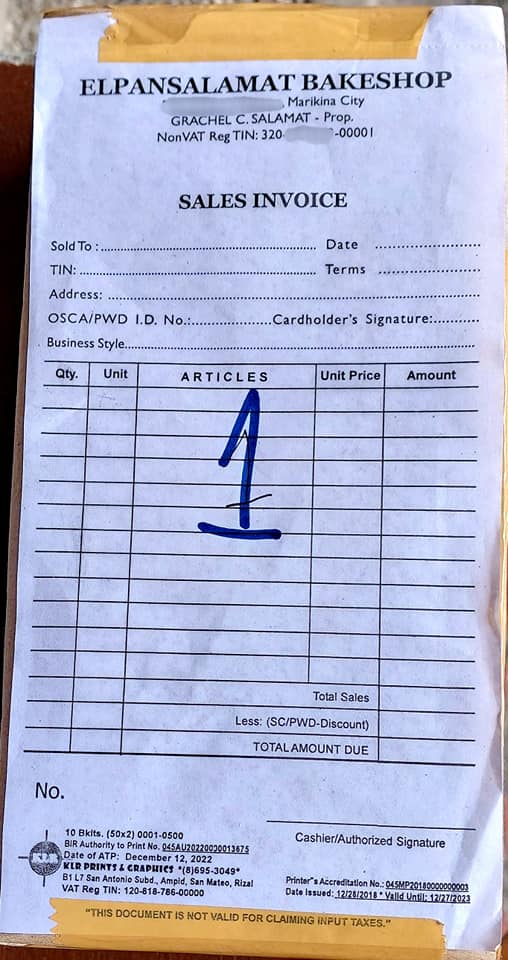 ELPANSALAMAT BAKESHOP
, Marikina City
GRACHEL C. SALAMAT - Prop.
NonVAT Reg TIN: 320- -00001
SALES INVOICE
Sold To : Date
TIN: Terms
Address:
OSCA/PWD I.D. No.: Cardholder's Signature:
Business Style
Qty. Unit ARTICLES Unit Price Amount
1
Total Sales
Less: (SC/PWD-Discount)
TOTAL AMOUNT DUE
No.
Cashier/Authorized Signature
10 Bklts. (50x2) 0001-0500
BIR Authority to Print No. 045AU20220000013675
Date of ATP: December 12, 2022
KLR PRINTS & GRAPHICS *(8)695-3049*
B1 L7 San Antonio Subd., Ampid, San Mateo, Rizal
VAT Reg TIN: 120-818-786-00000
Printer"s Accreditation No.: 045MP20180000000003
Date Issued: 12/28/2018 * Valid Until: 12/27/2023
"THIS DOCUMENT IS NOT VALID FOR CLAIMING INPUT TAXES."